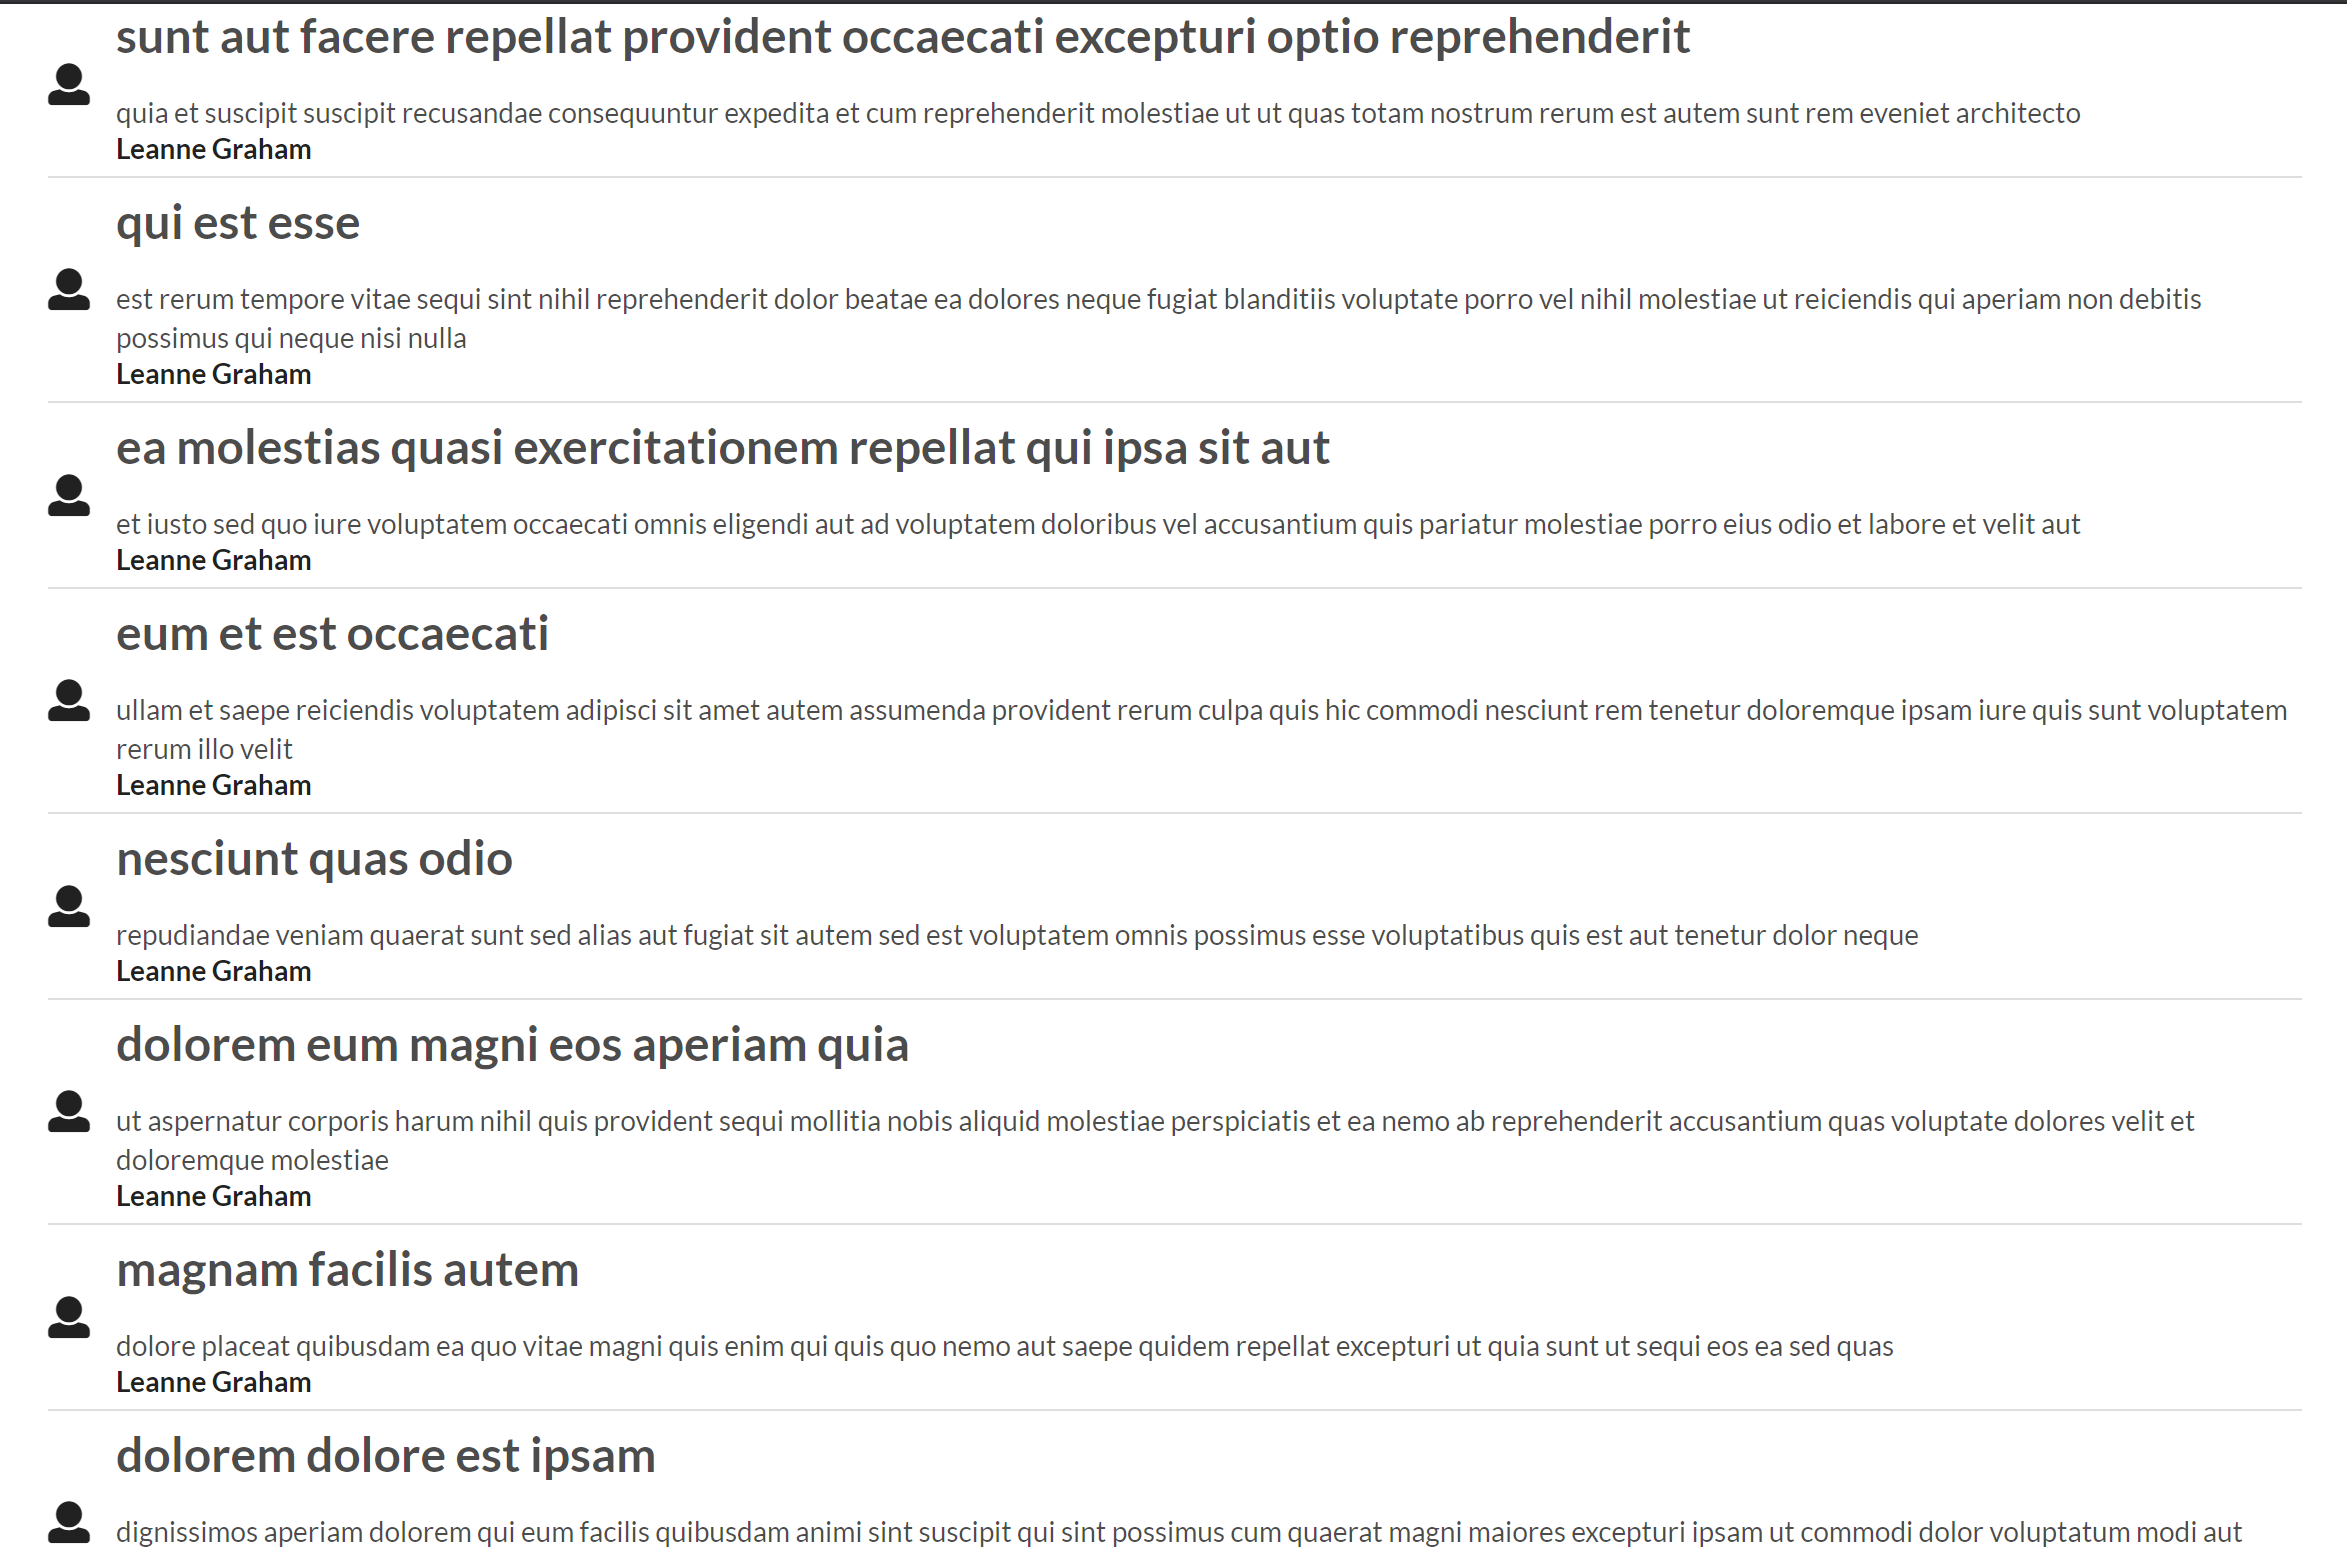 sunt aut facere repellat provident occaecati excepturi optio reprehenderit
quia et suscipit suscipit recusandae consequuntur expedita et cum reprehenderit molestiae ut ut quas totam nostrum rerum est autem sunt rem eveniet architecto
Leanne Graham
qui est esse
est rerum tempore vitae sequi sint nihil reprehenderit dolor beatae ea dolores neque fugiat blanditiis voluptate porro vel nihil molestiae ut reiciendis qui aperiam non debitis
possimus qui neque nisi nulla
Leanne Graham
ea molestias quasi exercitationem repellat qui ipsa sit aut
et iusto sed quo iure voluptatem occaecati omnis eligendi aut ad voluptatem doloribus vel accusantium quis pariatur molestiae porro eius odio et labore et velit aut
Leanne Graham
eum et est occaecati
ullam et saepe reiciendis voluptatem adipisci sit amet autem assumenda provident rerum culpa quis hic commodi nesciunt rem tenetur doloremque ipsam iure quis sunt voluptatem
rerum illo velit
Leanne Graham
nesciunt quas odio
repudiandae veniam quaerat sunt sed alias aut fugiat sit autem sed est voluptatem omnis possimus esse voluptatibus quis est aut tenetur dolor neque
Leanne Graham
dolorem eum magni eos aperiam quia
ut aspernatur corporis harum nihil quis provident sequi mollitia nobis aliquid molestiae perspiciatis et ea nemo ab reprehenderit accusantium quas voluptate dolores velit et
doloremque molestiae
Leanne Graham
magnam facilis autem
dolore placeat quibusdam ea quo vitae magni quis enim qui quis quo nemo aut saepe quidem repellat excepturi ut quia sunt ut sequi eos ea sed quas
Leanne Graham
dolorem dolore est ipsam
dignissimos aperiam dolorem qui eum facilis quibusdam animi sint suscipit qui sint possimus cum quaerat magni maiores excepturi ipsam ut commodi dolor voluptatum modi aut